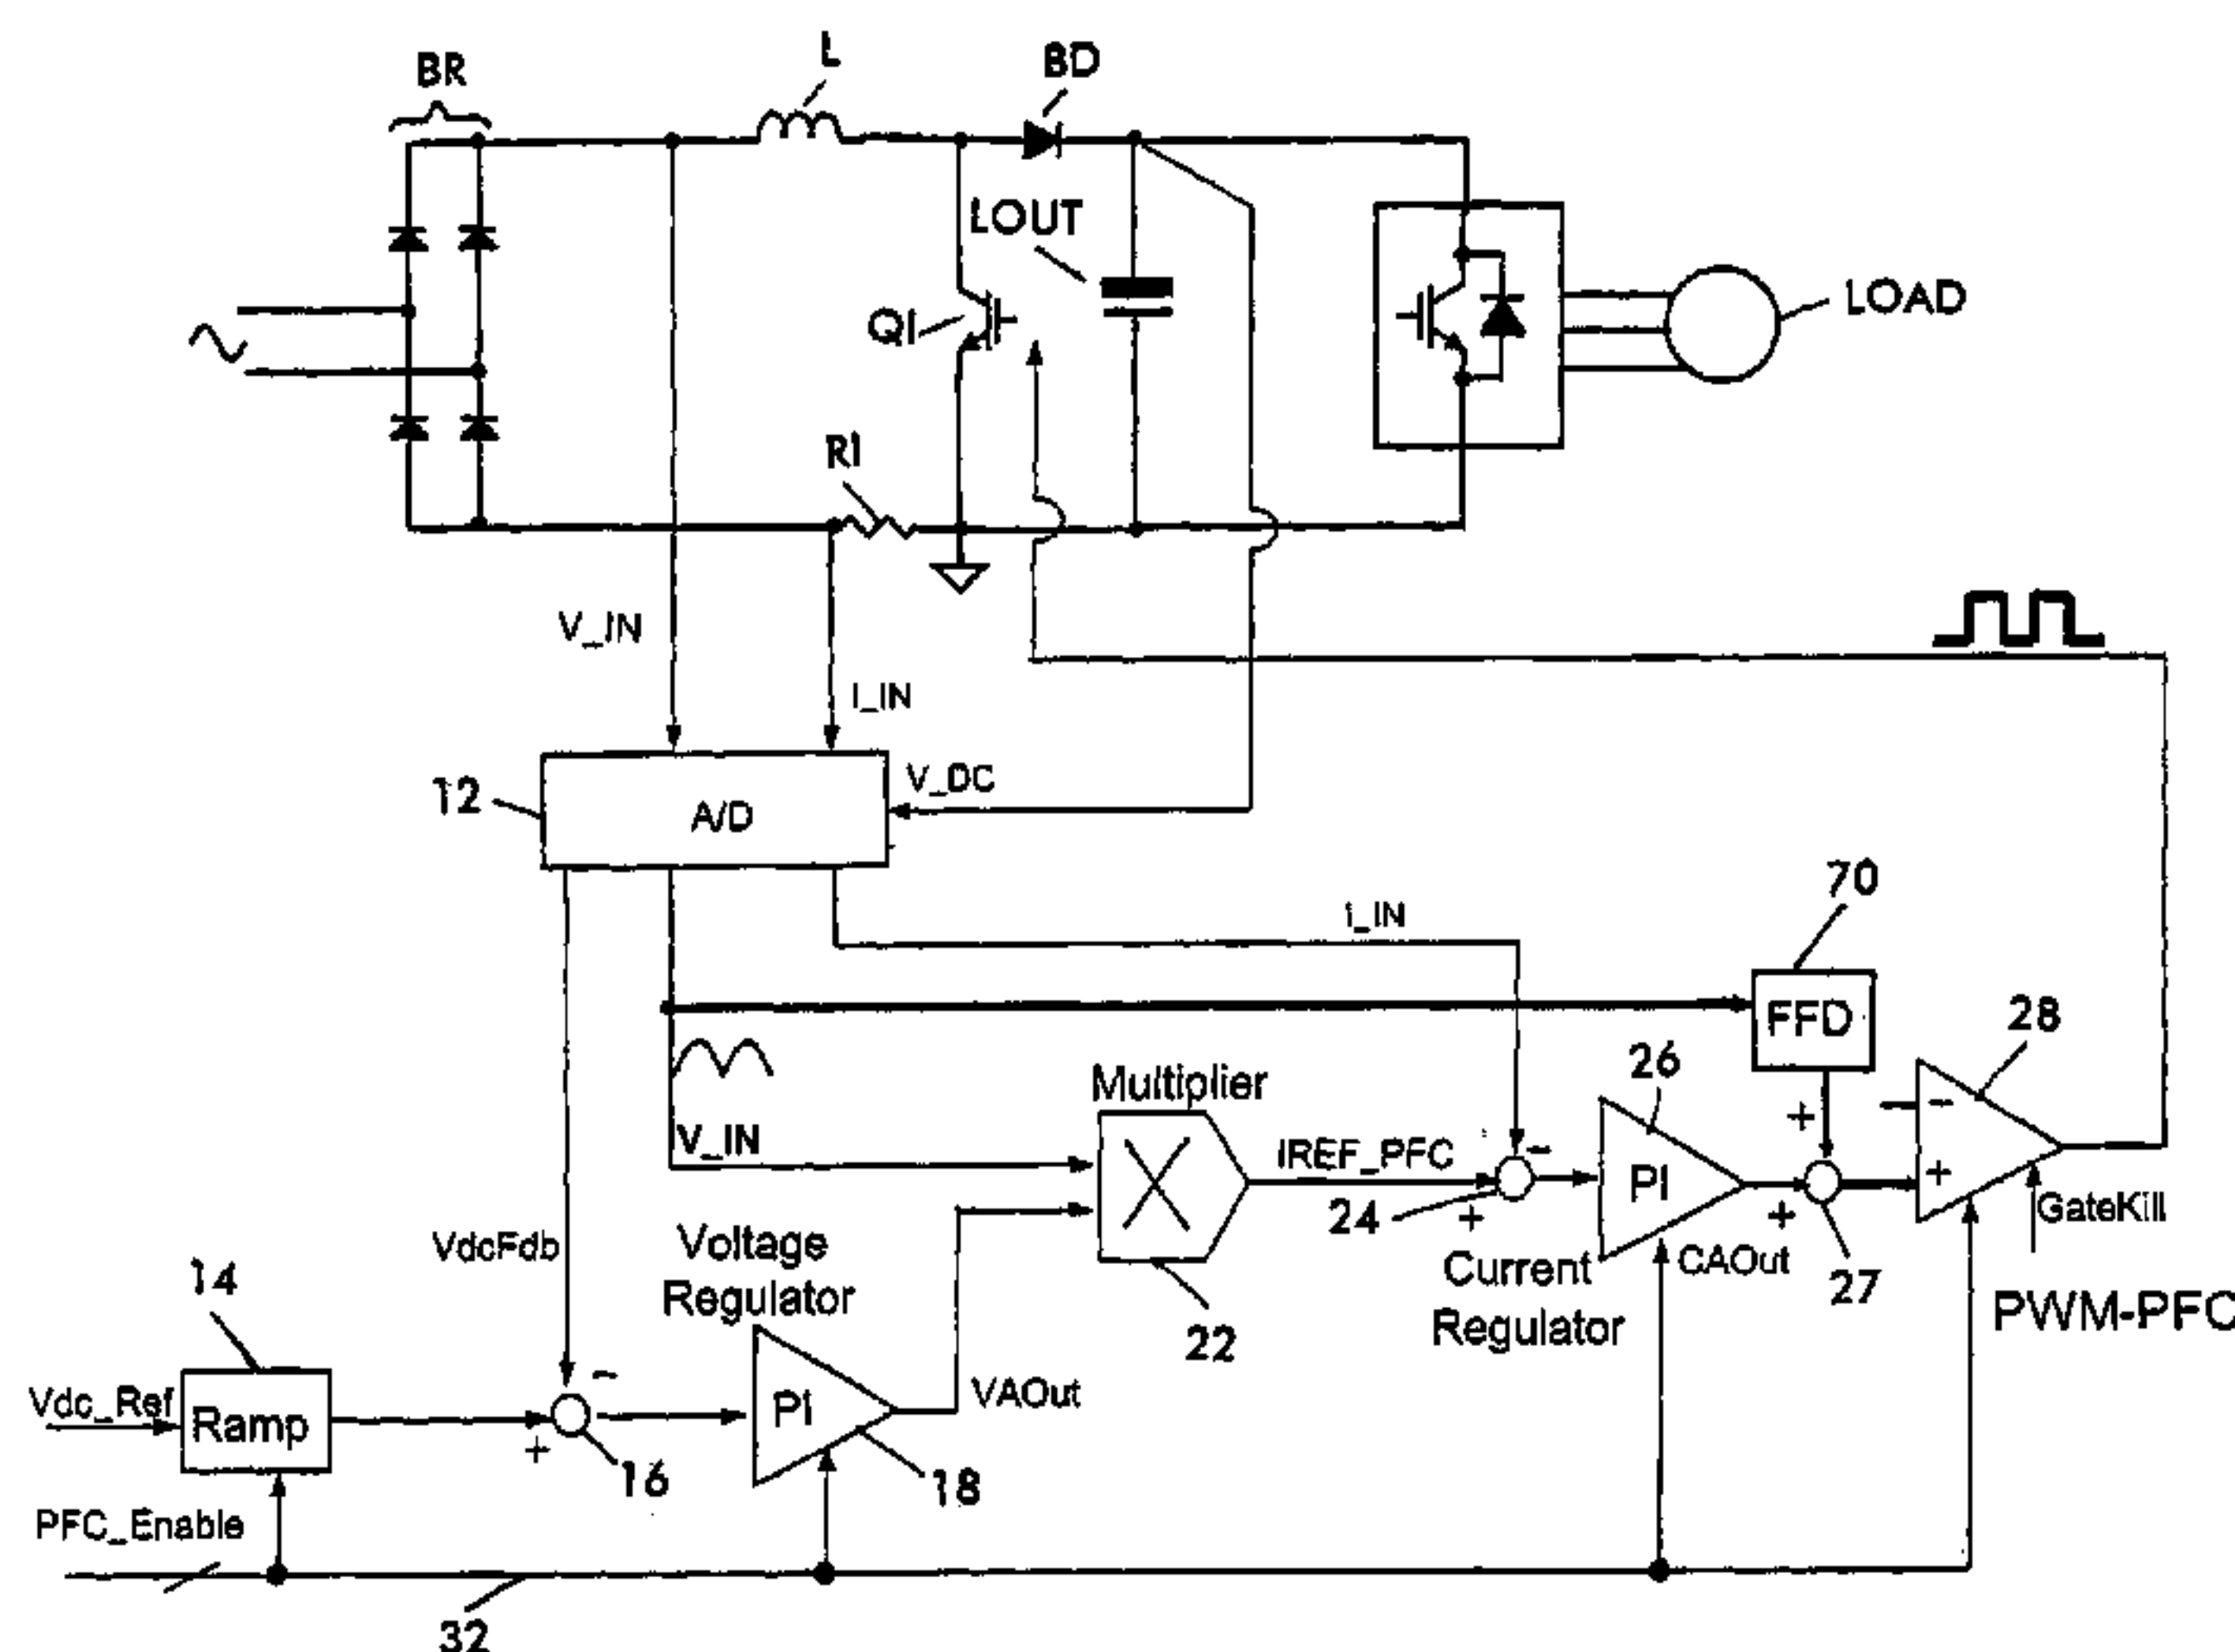 BR
L
BD
LOUT
Q1
LOAD
R1
V_IN
I_IN
12
A/D
V_DC
I_IN
70
FFD
28
26
Multiplier
V_IN
IREF_PFC
PI
+
-
+
-
+
+
-
24
+
GateKill
VdcFdb
Voltage
Regulator
Current
Regulator
CAOut
27
PWM-PFC
14
22
Vdc_Ref
Ramp
PI
VAOut
16
18
PFC_Enable
32